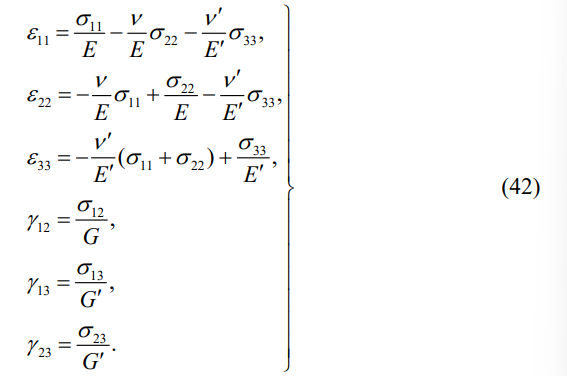 ε₁₁ = σ₁₁/E − ν/E σ₂₂ − ν′/E′ σ₃₃,
ε₂₂ = −ν/E σ₁₁ + σ₂₂/E − ν′/E′ σ₃₃,
ε₃₃ = −ν′/E′ (σ₁₁ + σ₂₂) + σ₃₃/E′,
γ₁₂ = σ₁₂/G,
γ₁₃ = σ₁₃/G′,
γ₂₃ = σ₂₃/G′.
(42)